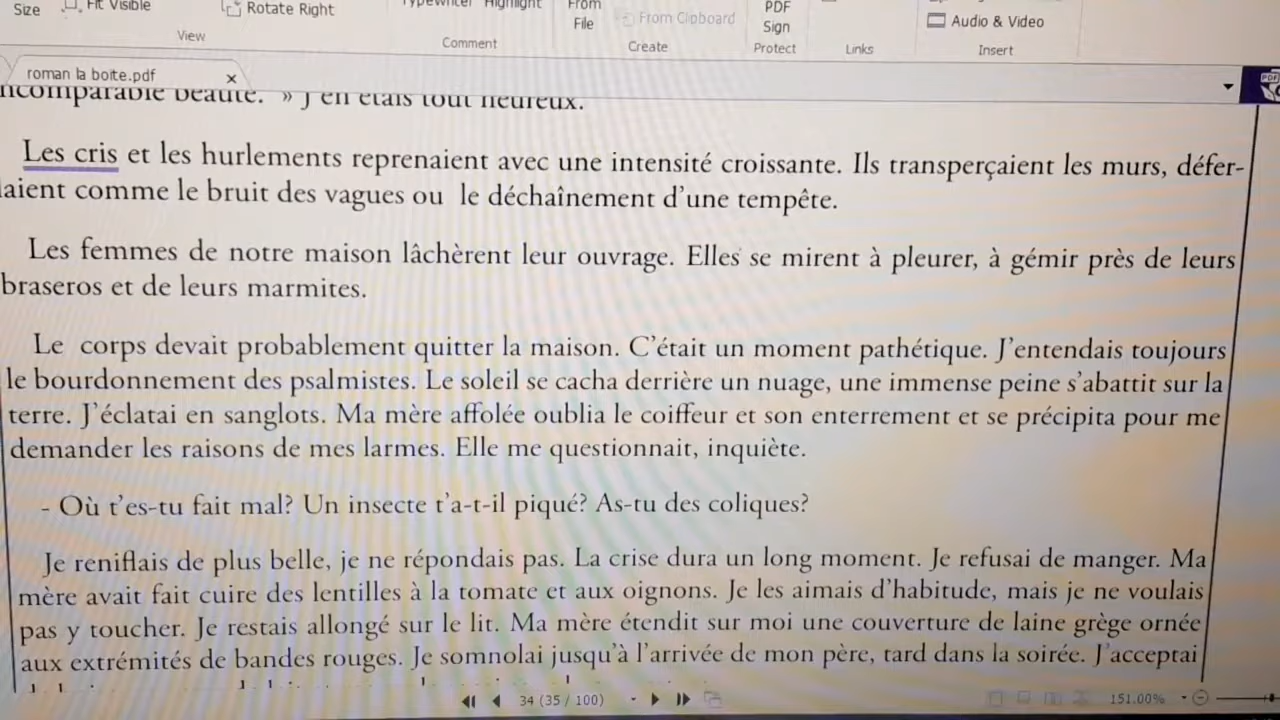 Size
Fit Visible
Rotate Right
View
Typewriter Highlight
Comment
From
File
From Clipboard
Create
PDF
Sign
Protect
Links
Audio & Video
Insert
roman la boite.pdf x
incomparable beauté. » J'en étais tout heureux.
Les cris et les hurlements reprenaient avec une intensité croissante. Ils transperçaient les murs, défer-
laient comme le bruit des vagues ou le déchaînement d'une tempête.
Les femmes de notre maison lâchèrent leur ouvrage. Elles se mirent à pleurer, à gémir près de leurs
braseros et de leurs marmites.
Le corps devait probablement quitter la maison. C'était un moment pathétique. J'entendais toujours
le bourdonnement des psalmistes. Le soleil se cacha derrière un nuage, une immense peine s'abattit sur la
terre. J'éclatai en sanglots. Ma mère affolée oublia le coiffeur et son enterrement et se précipita pour me
demander les raisons de mes larmes. Elle me questionnait, inquiète.
- Où t'es-tu fait mal? Un insecte t'a-t-il piqué? As-tu des coliques?
Je reniflais de plus belle, je ne répondais pas. La crise dura un long moment. Je refusai de manger. Ma
mère avait fait cuire des lentilles à la tomate et aux oignons. Je les aimais d'habitude, mais je ne voulais
pas y toucher. Je restais allongé sur le lit. Ma mère étendit sur moi une couverture de laine grège ornée
aux extrémités de bandes rouges. Je somnolai jusqu'à l'arrivée de mon père, tard dans la soirée. J'acceptai
34 (35 / 100)
151.00%